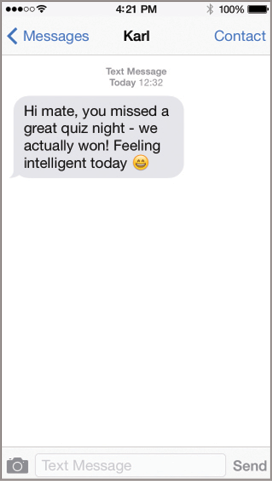 4:21 PM 100%
Messages Karl Contact
Text Message
Today 12:32
Hi mate, you missed a
great quiz night - we
actually won! Feeling
intelligent today 😄
Text Message Send